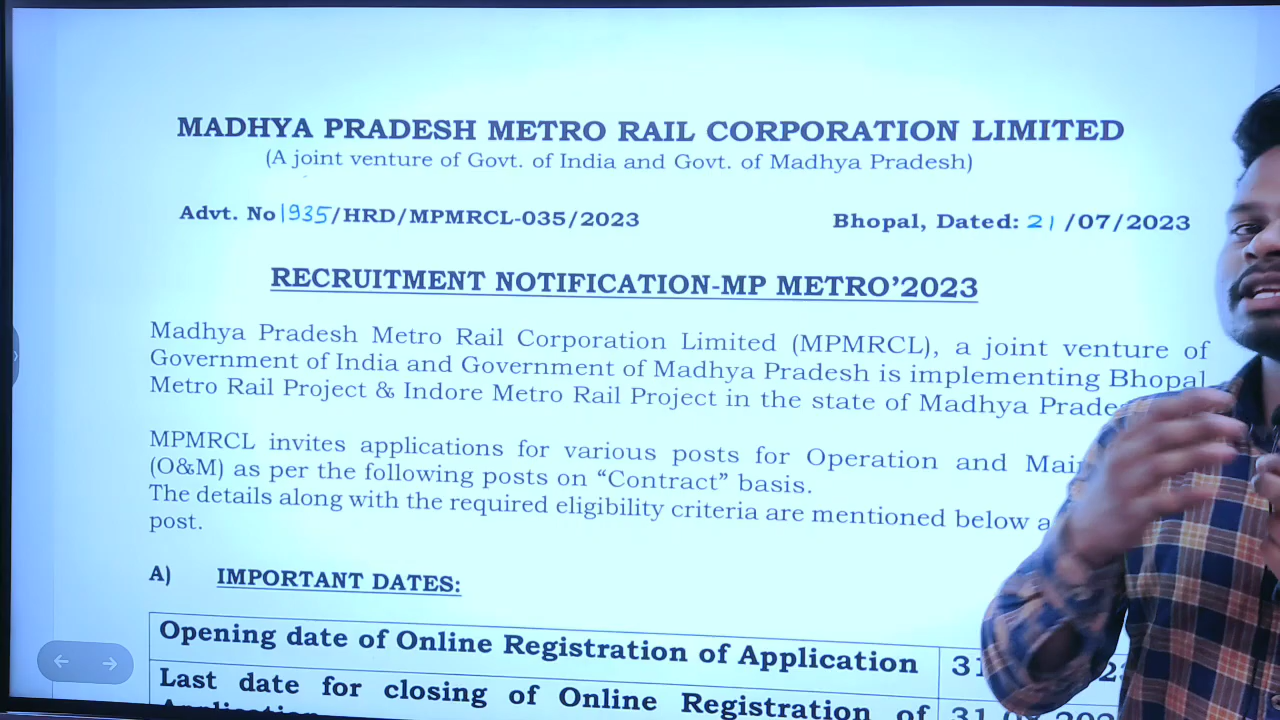 MADHYA PRADESH METRO RAIL CORPORATION LIMITED
(A joint venture of Govt. of India and Govt. of Madhya Pradesh)
Advt. No 1935/HRD/MPMRCL-035/2023 Bhopal, Dated: 21/07/2023
RECRUITMENT NOTIFICATION-MP METRO’2023
Madhya Pradesh Metro Rail Corporation Limited (MPMRCL), a joint venture of
Government of India and Government of Madhya Pradesh is implementing Bhopal
Metro Rail Project & Indore Metro Rail Project in the state of Madhya
MPMRCL invites applications for various posts for Operation and
(O&M) as per the following posts on “Contract” basis.
The details along with the required eligibility criteria are mentioned below
post.
A) IMPORTANT DATES:
Opening date of Online Registration of Application
Last date for closing of Online Registration of